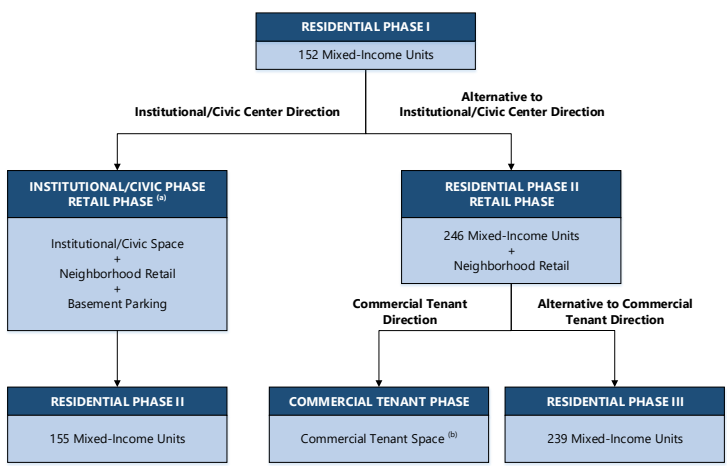 RESIDENTIAL PHASE I
152 Mixed-Income Units
Institutional/Civic Center Direction
Alternative to
Institutional/Civic Center Direction
INSTITUTIONAL/CIVIC PHASE
RETAIL PHASE (a)
Institutional/Civic Space
+
Neighborhood Retail
+
Basement Parking
RESIDENTIAL PHASE II
RETAIL PHASE
246 Mixed-Income Units
+
Neighborhood Retail
Commercial Tenant
Direction
Alternative to Commercial
Tenant Direction
RESIDENTIAL PHASE II
155 Mixed-Income Units
COMMERCIAL TENANT PHASE
Commercial Tenant Space (b)
RESIDENTIAL PHASE III
239 Mixed-Income Units